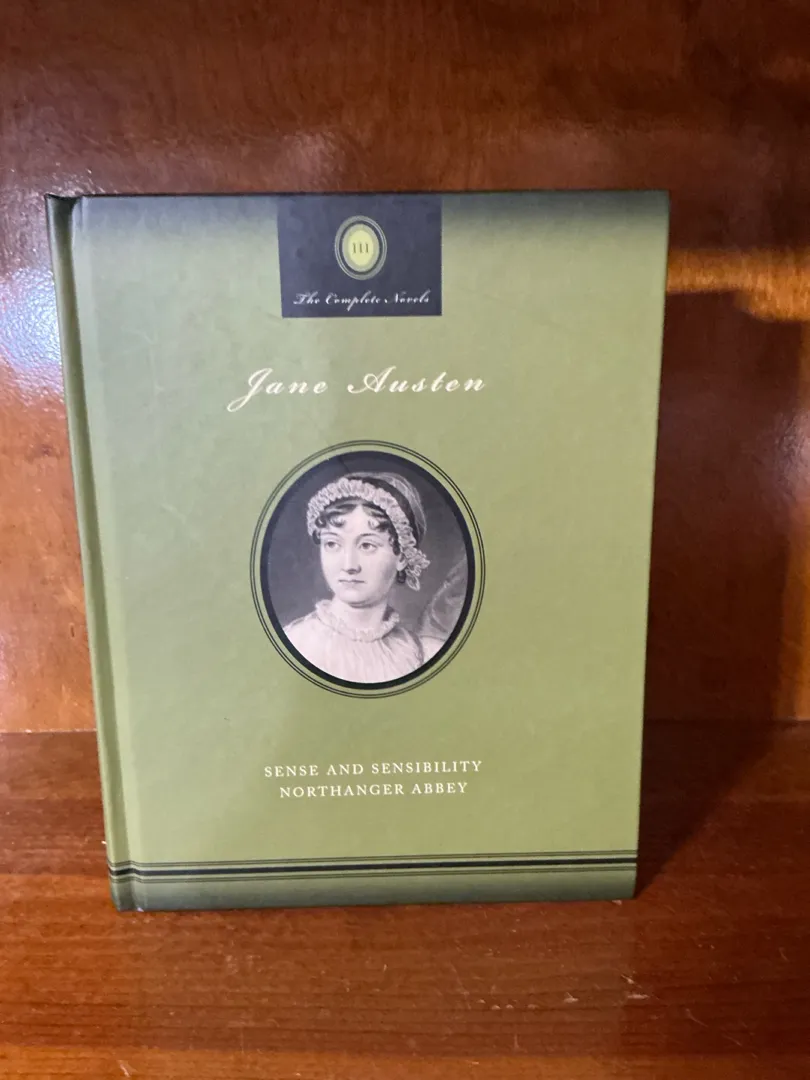 III
The Complete Novels
Jane Austen
SENSE AND SENSIBILITY
NORTHANGER ABBEY